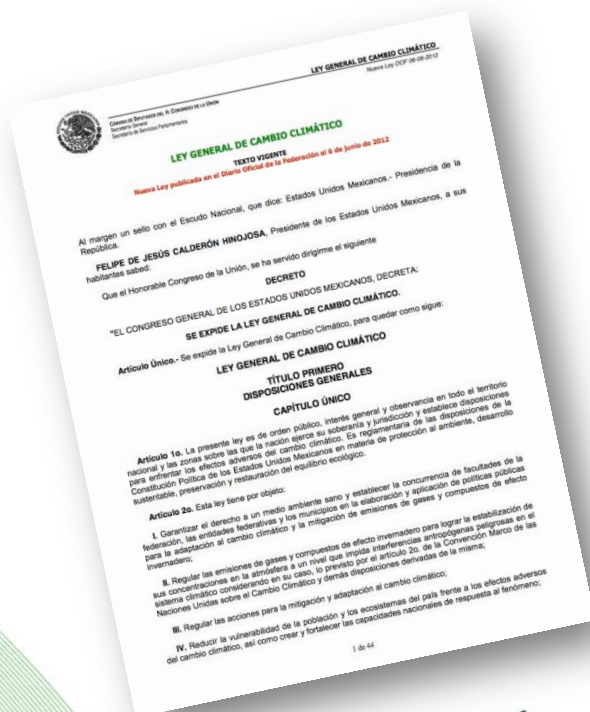 LEY GENERAL DE CAMBIO CLIMÁTICO
Nueva Ley DOF 06-06-2012
CÁMARA DE DIPUTADOS DEL H. CONGRESO DE LA UNIÓN
Secretaría General
Secretaría de Servicios Parlamentarios
LEY GENERAL DE CAMBIO CLIMÁTICO
TEXTO VIGENTE
Nueva Ley publicada en el Diario Oficial de la Federación el 6 de junio de 2012
Al margen un sello con el Escudo Nacional, que dice: Estados Unidos Mexicanos.- Presidencia de la
República.
FELIPE DE JESÚS CALDERÓN HINOJOSA, Presidente de los Estados Unidos Mexicanos, a sus
habitantes sabed:
Que el Honorable Congreso de la Unión, se ha servido dirigirme el siguiente
DECRETO
"EL CONGRESO GENERAL DE LOS ESTADOS UNIDOS MEXICANOS, DECRETA:
SE EXPIDE LA LEY GENERAL DE CAMBIO CLIMÁTICO.
Artículo Único.- Se expide la Ley General de Cambio Climático, para quedar como sigue:
LEY GENERAL DE CAMBIO CLIMÁTICO
TÍTULO PRIMERO
DISPOSICIONES GENERALES
CAPÍTULO ÚNICO
Artículo 1o. La presente ley es de orden público, interés general y observancia en todo el territorio
nacional y las zonas sobre las que la nación ejerce su soberanía y jurisdicción y establece disposiciones
para enfrentar los efectos adversos del cambio climático. Es reglamentaria de las disposiciones de la
Constitución Política de los Estados Unidos Mexicanos en materia de protección al ambiente, desarrollo
sustentable, preservación y restauración del equilibrio ecológico.
Artículo 2o. Esta ley tiene por objeto:
I. Garantizar el derecho a un medio ambiente sano y establecer la concurrencia de facultades de la
federación, las entidades federativas y los municipios en la elaboración y aplicación de políticas públicas
para la adaptación al cambio climático y la mitigación de emisiones de gases y compuestos de efecto
invernadero;
II. Regular las emisiones de gases y compuestos de efecto invernadero para lograr la estabilización de
sus concentraciones en la atmósfera a un nivel que impida interferencias antropógenas peligrosas en el
sistema climático considerando en su caso, lo previsto por el artículo 2o. de la Convención Marco de las
Naciones Unidas sobre el Cambio Climático y demás disposiciones derivadas de la misma;
III. Regular las acciones para la mitigación y adaptación al cambio climático;
IV. Reducir la vulnerabilidad de la población y los ecosistemas del país frente a los efectos adversos
del cambio climático, así como crear y fortalecer las capacidades nacionales de respuesta al fenómeno;
1 de 44